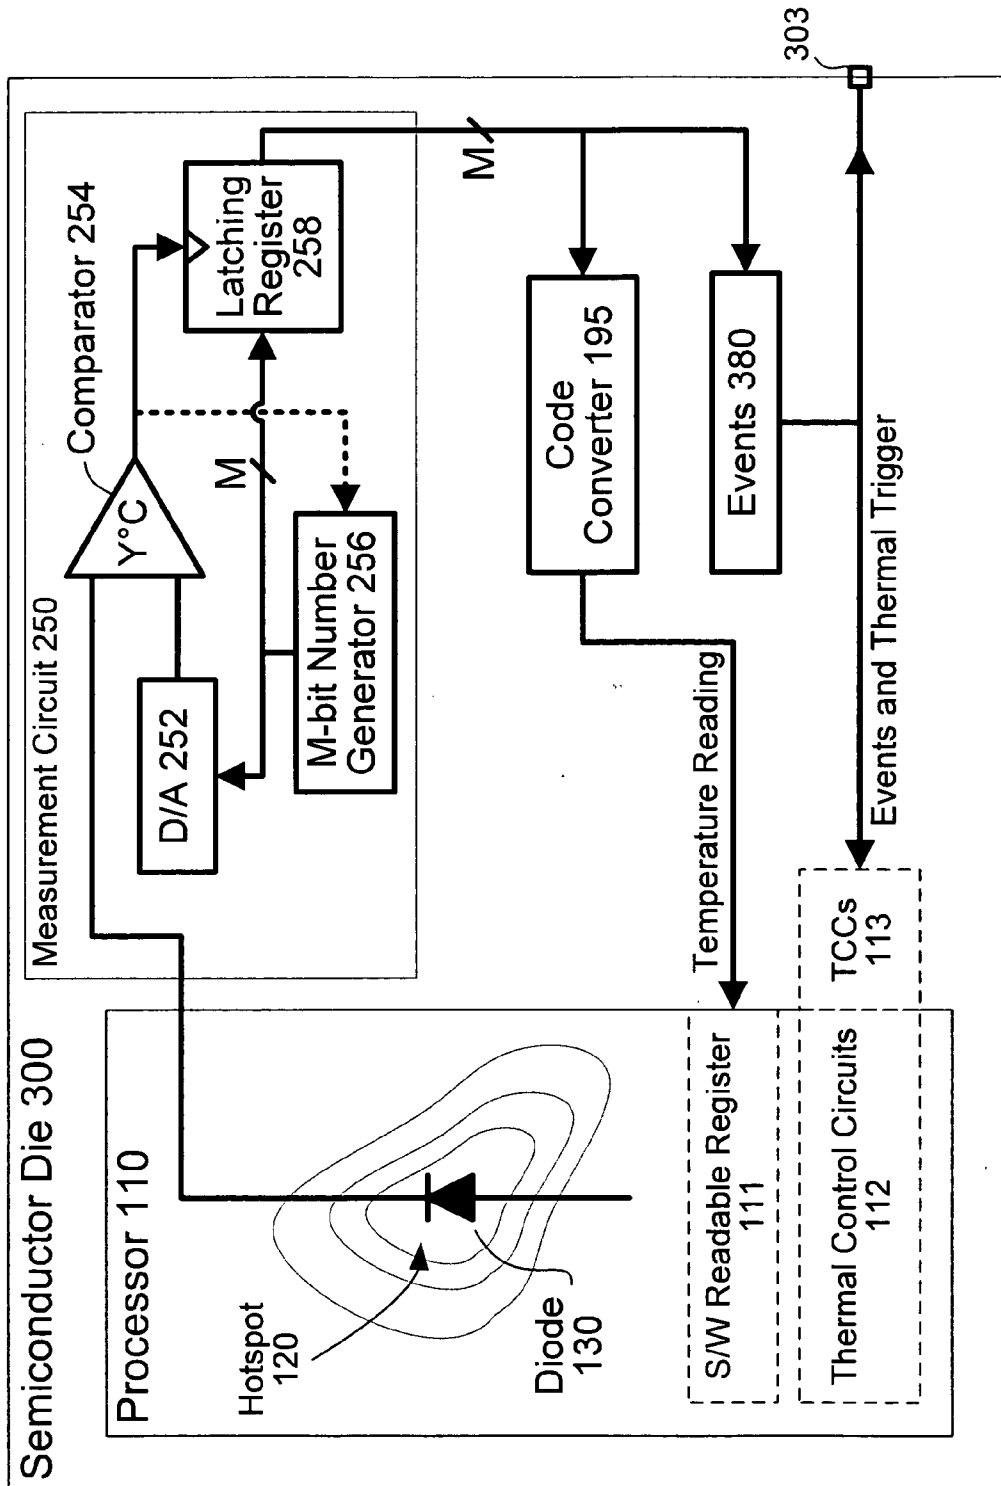 Semiconductor Die 300
Processor 110
Hotspot
120
Diode
130
S/W Readable Register
111
Thermal Control Circuits
112
TCCs
113
Measurement Circuit 250
D/A 252
Y°C
Comparator 254
M-bit Number
Generator 256
M
Latching
Register
258
M
Code
Converter 195
Events 380
Temperature Reading
Events and Thermal Trigger
303